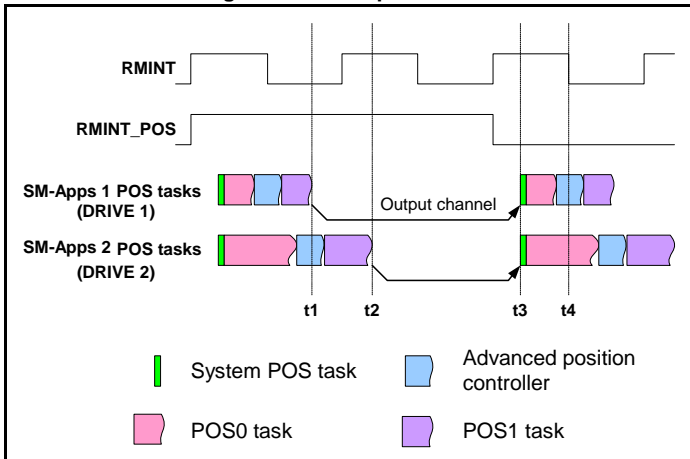 RMINT
RMINT_POS
SM-Apps 1 POS tasks
(DRIVE 1)
Output channel
SM-Apps 2 POS tasks
(DRIVE 2)
t1 t2 t3 t4
System POS task
Advanced position
controller
POS0 task
POS1 task